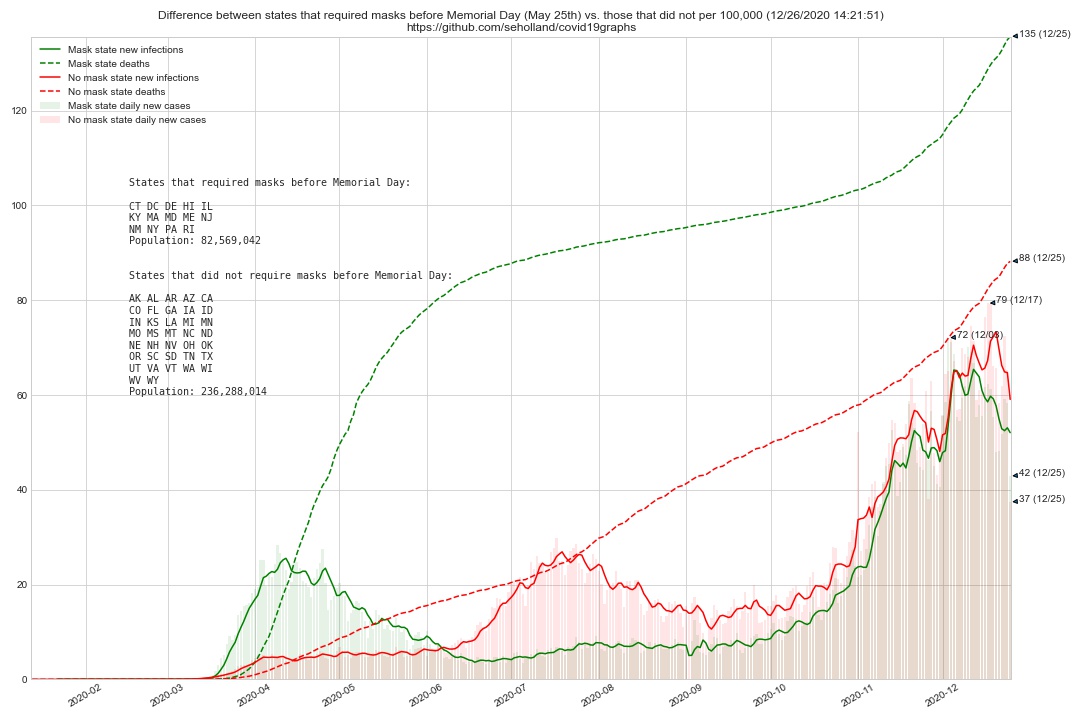 Difference between states that required masks before Memorial Day (May 25th) vs. those that did not per 100,000 (12/26/2020 14:21:51)
https://github.com/seholland/covid19graphs
Mask state new infections
Mask state deaths
No mask state new infections
No mask state deaths
Mask state daily new cases
No mask state daily new cases
States that required masks before Memorial Day:
CT DC DE HI IL
KY MA MD ME NJ
NM NY PA RI
Population: 82,569,042
States that did not require masks before Memorial Day:
AK AL AR AZ CA
CO FL GA IA ID
IN KS LA MI MN
MO MS MT NC ND
NE NH NV OH OK
OR SC SD TN TX
UT VA VT WA WI
WV WY
Population: 236,288,014
135 (12/25)
88 (12/25)
79 (12/17)
72 (12/03)
42 (12/25)
37 (12/25)
120
100
80
60
40
20
0
2020-02
2020-03
2020-04
2020-05
2020-06
2020-07
2020-08
2020-09
2020-10
2020-11
2020-12